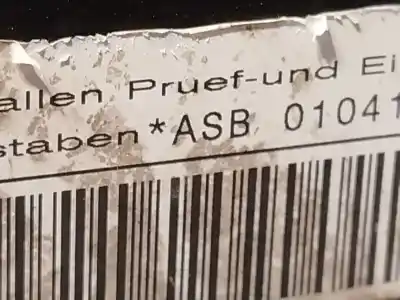 allen Pruef-und Ei
staben *ASB 01041